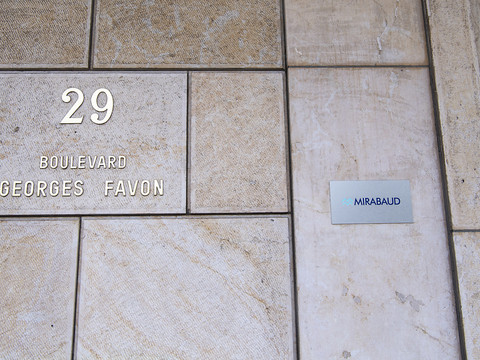 29
BOULEVARD
GEORGES FAVON
MIRABAUD